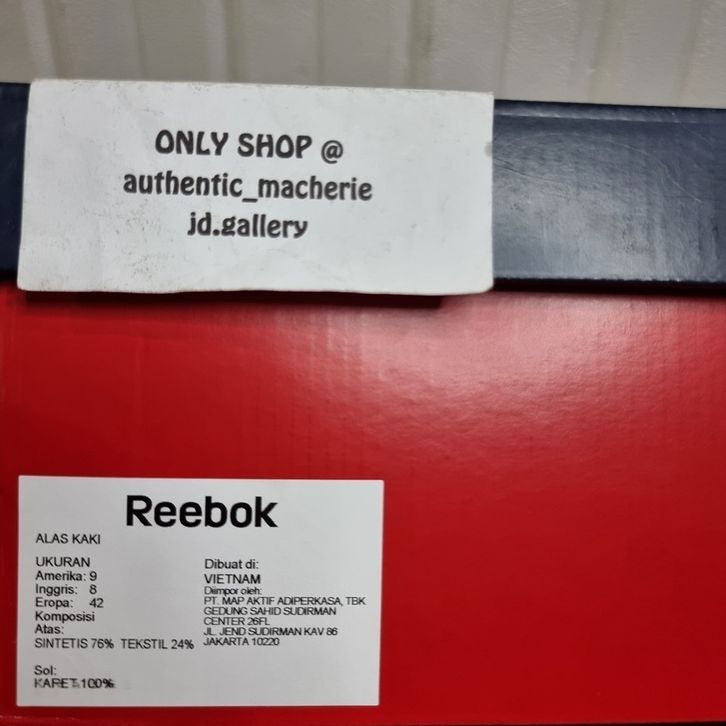 ONLY SHOP @
authentic_macherie
jd.gallery
Reebok
ALAS KAKI
UKURAN
Amerika: 9
Inggris: 8
Eropa: 42
Komposisi
Atas:
SINTETIS 76% TEKSTIL 24%
Sol:
KARET 100%
Dibuat di:
VIETNAM
Diimpor oleh:
PT. MAP AKTIF ADIPERKASA, TBK
GEDUNG SAHID SUDIRMAN
CENTER 26FL
JL. JEND SUDIRMAN KAV 86
JAKARTA 10220